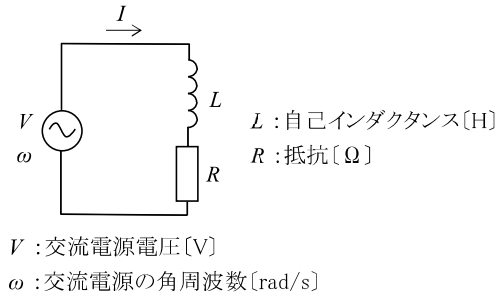 I
V
ω
L
R
L：自己インダクタンス〔H〕
R：抵抗〔Ω〕
V：交流電源電圧〔V〕
ω：交流電源の角周波数〔rad/s〕